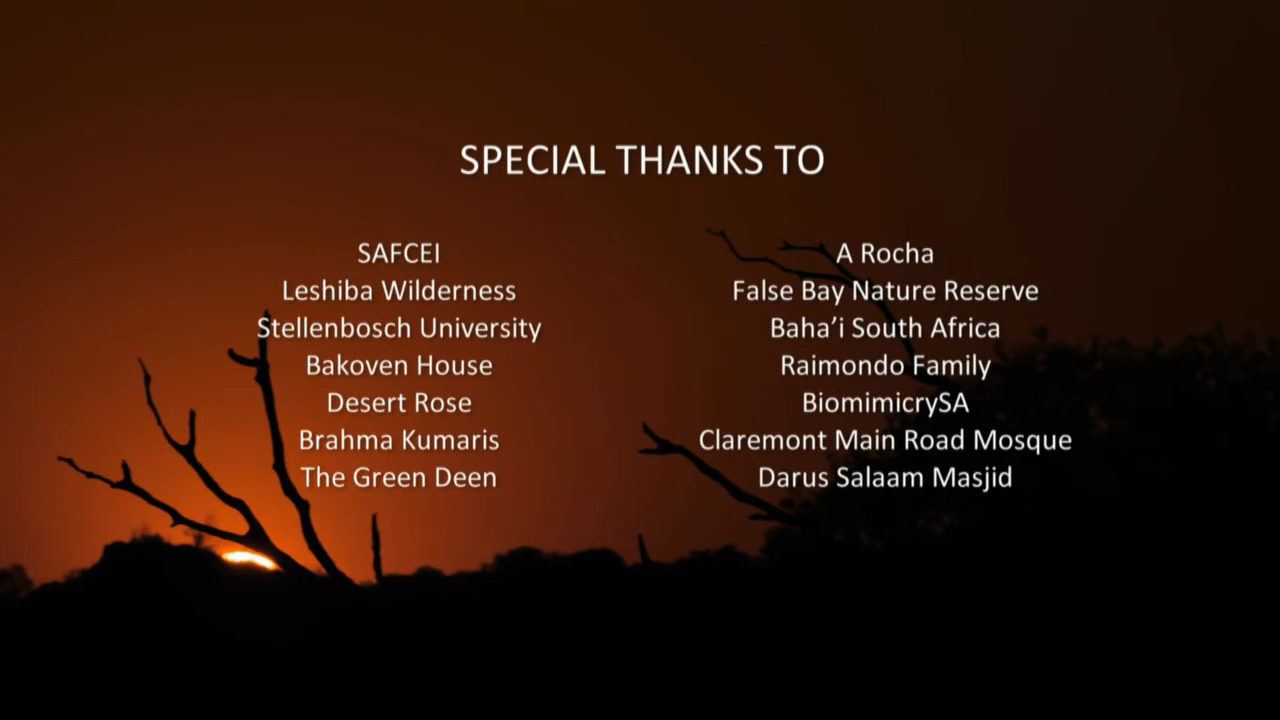 SPECIAL THANKS TO
SAFCEI
Leshiba Wilderness
Stellenbosch University
Bakoven House
Desert Rose
Brahma Kumaris
The Green Deen
A Rocha
False Bay Nature Reserve
Baha’i South Africa
Raimondo Family
BiomimicrySA
Claremont Main Road Mosque
Darus Salaam Masjid